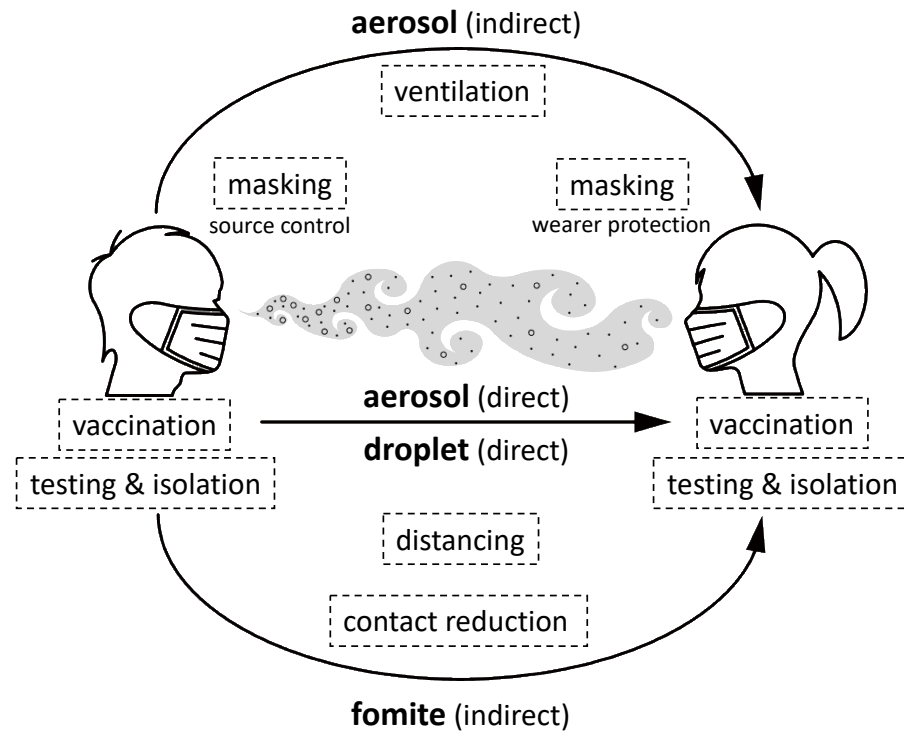 aerosol (indirect)
ventilation
masking
source control
masking
wearer protection
aerosol (direct)
droplet (direct)
vaccination
testing & isolation
vaccination
testing & isolation
distancing
contact reduction
fomite (indirect)